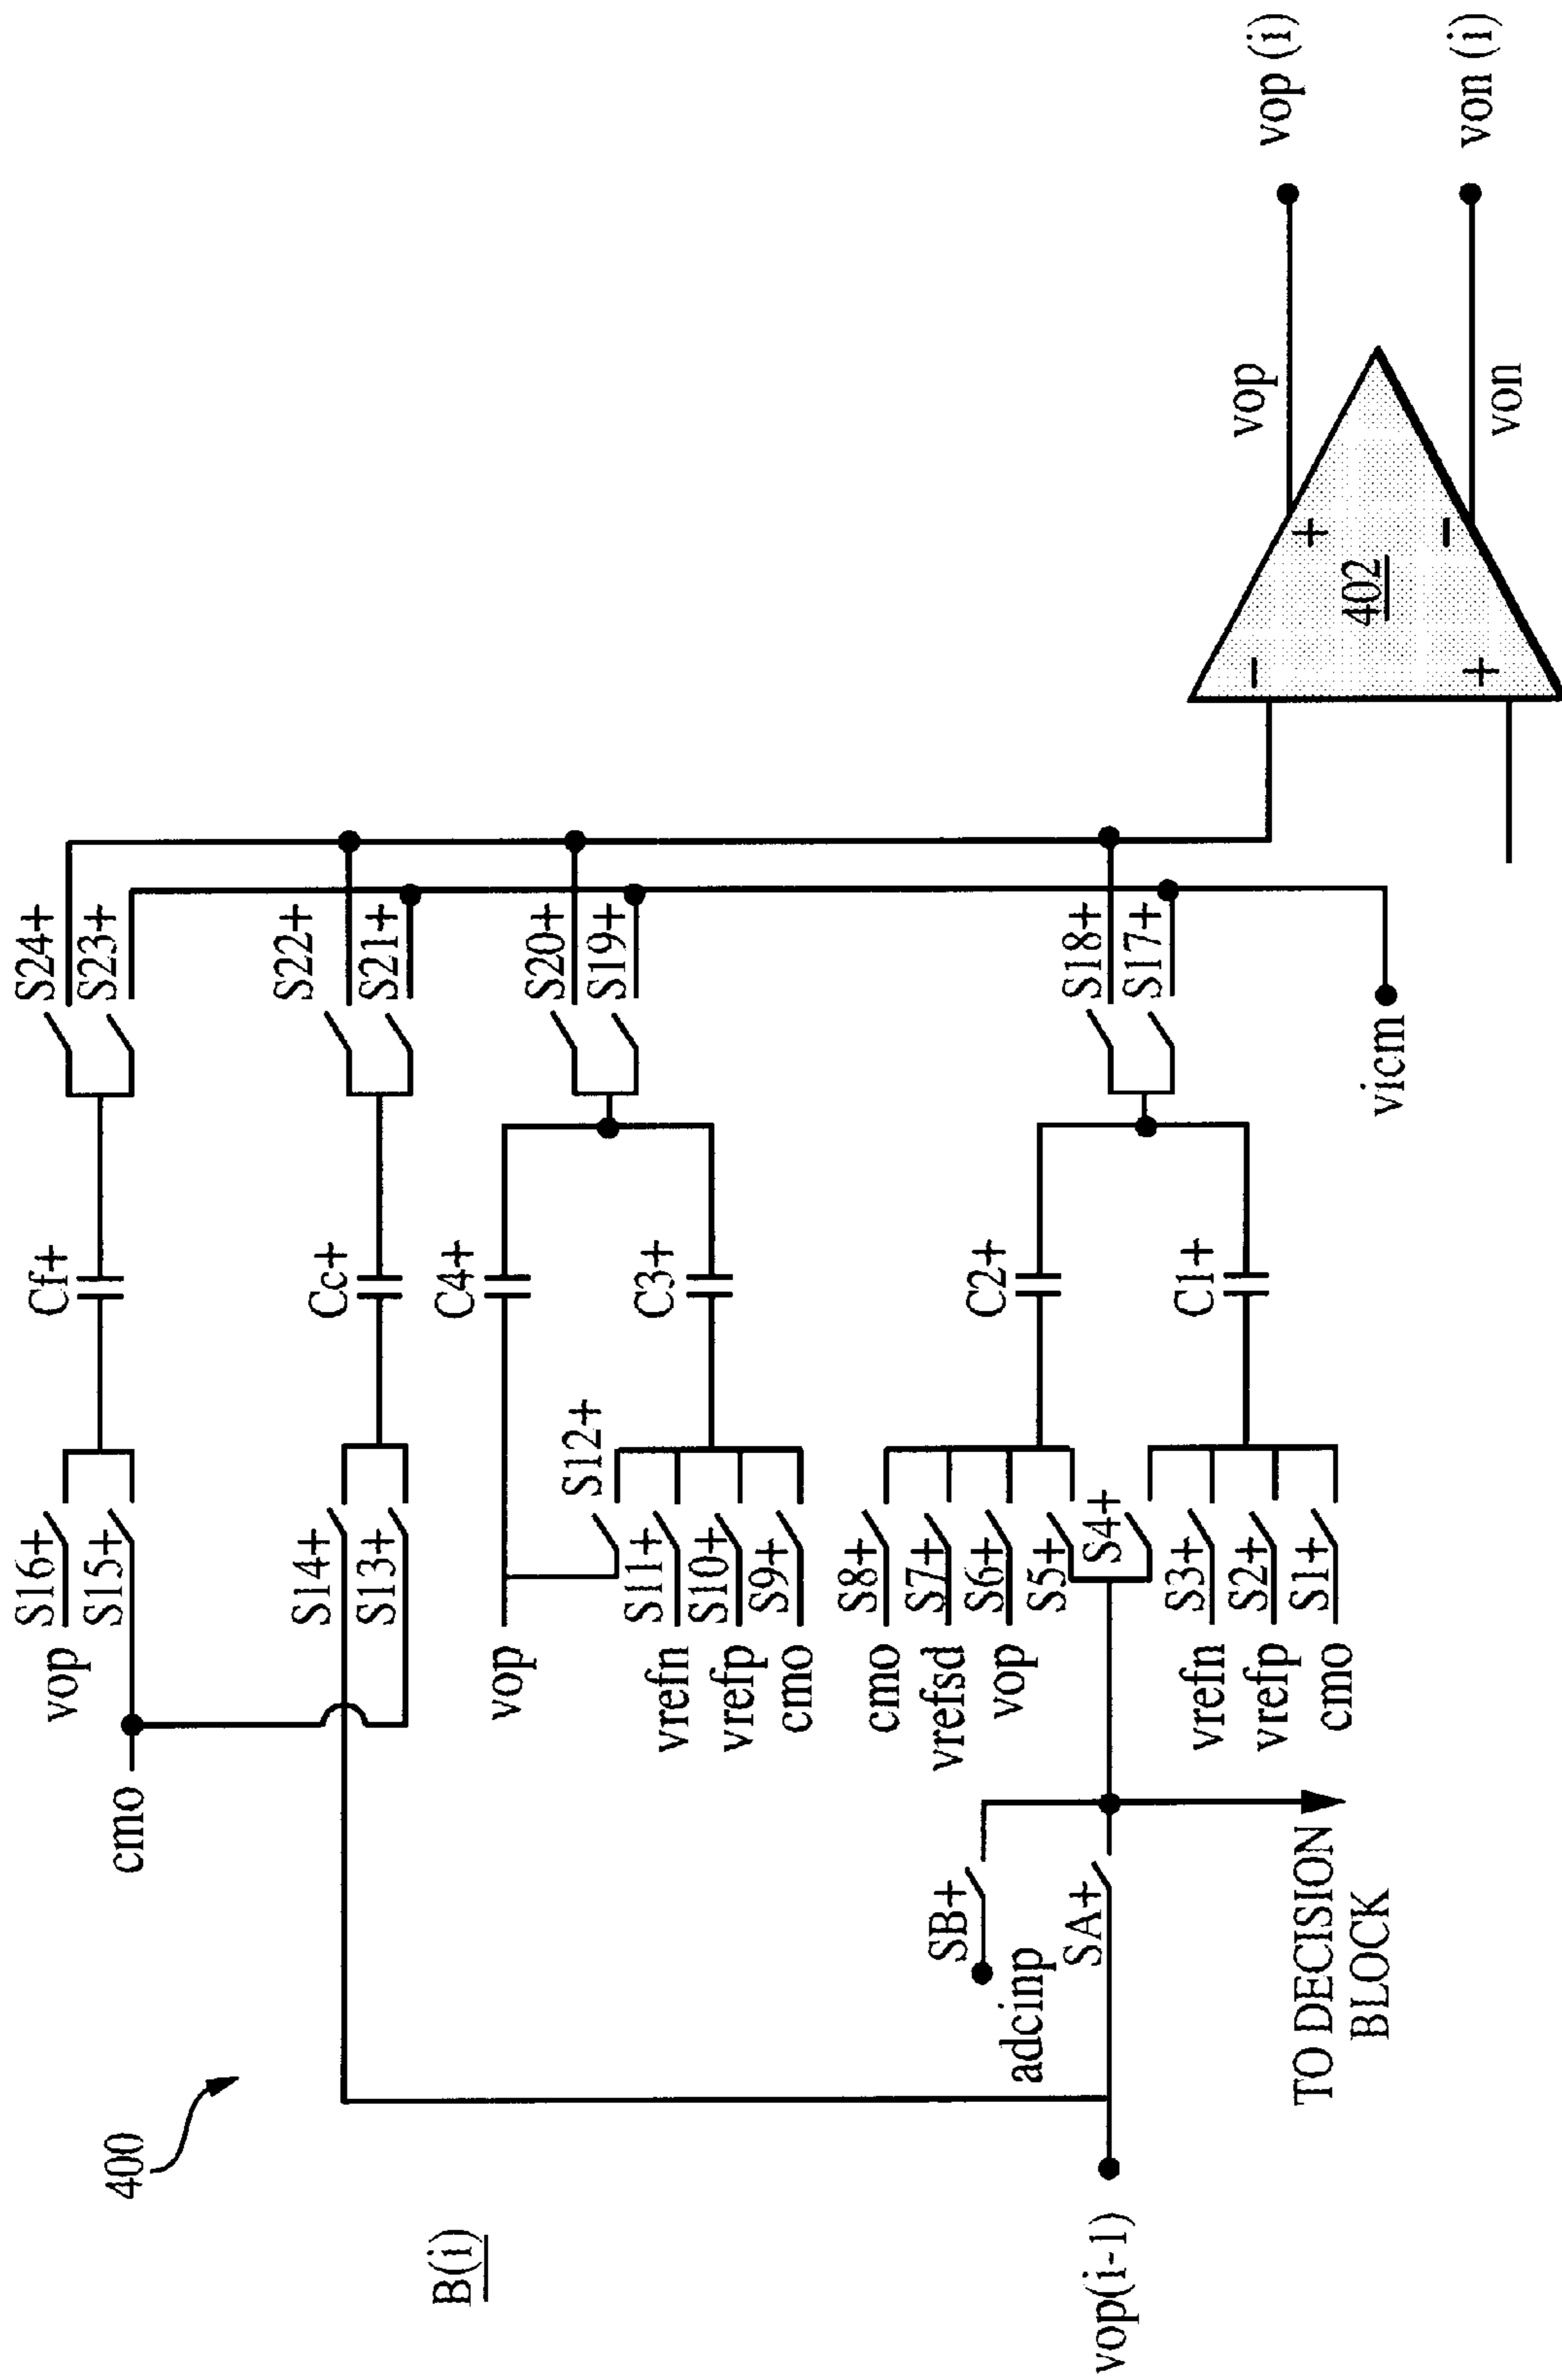 400
B(i)
cmo
vop
S16+
S15+
Cf+
S24+
S23+
S14+
S13+
Cc+
S22+
S21+
vop
C4+
S12+
S20+
S19+
vrefn
S11+
vrefp
S10+
cmo
S9+
C3+
cmo
S8+
vrefsd
S7+
vop
S6+
S5+
C2+
S18+
S17+
S4+
vrefn
S3+
vrefp
S2+
cmo
S1+
C1+
SB+
adcinp
SA+
vop(i-1)
TO DECISION
BLOCK
vicm
402
-
+
+
-
vop
vop (i)
von
von (i)